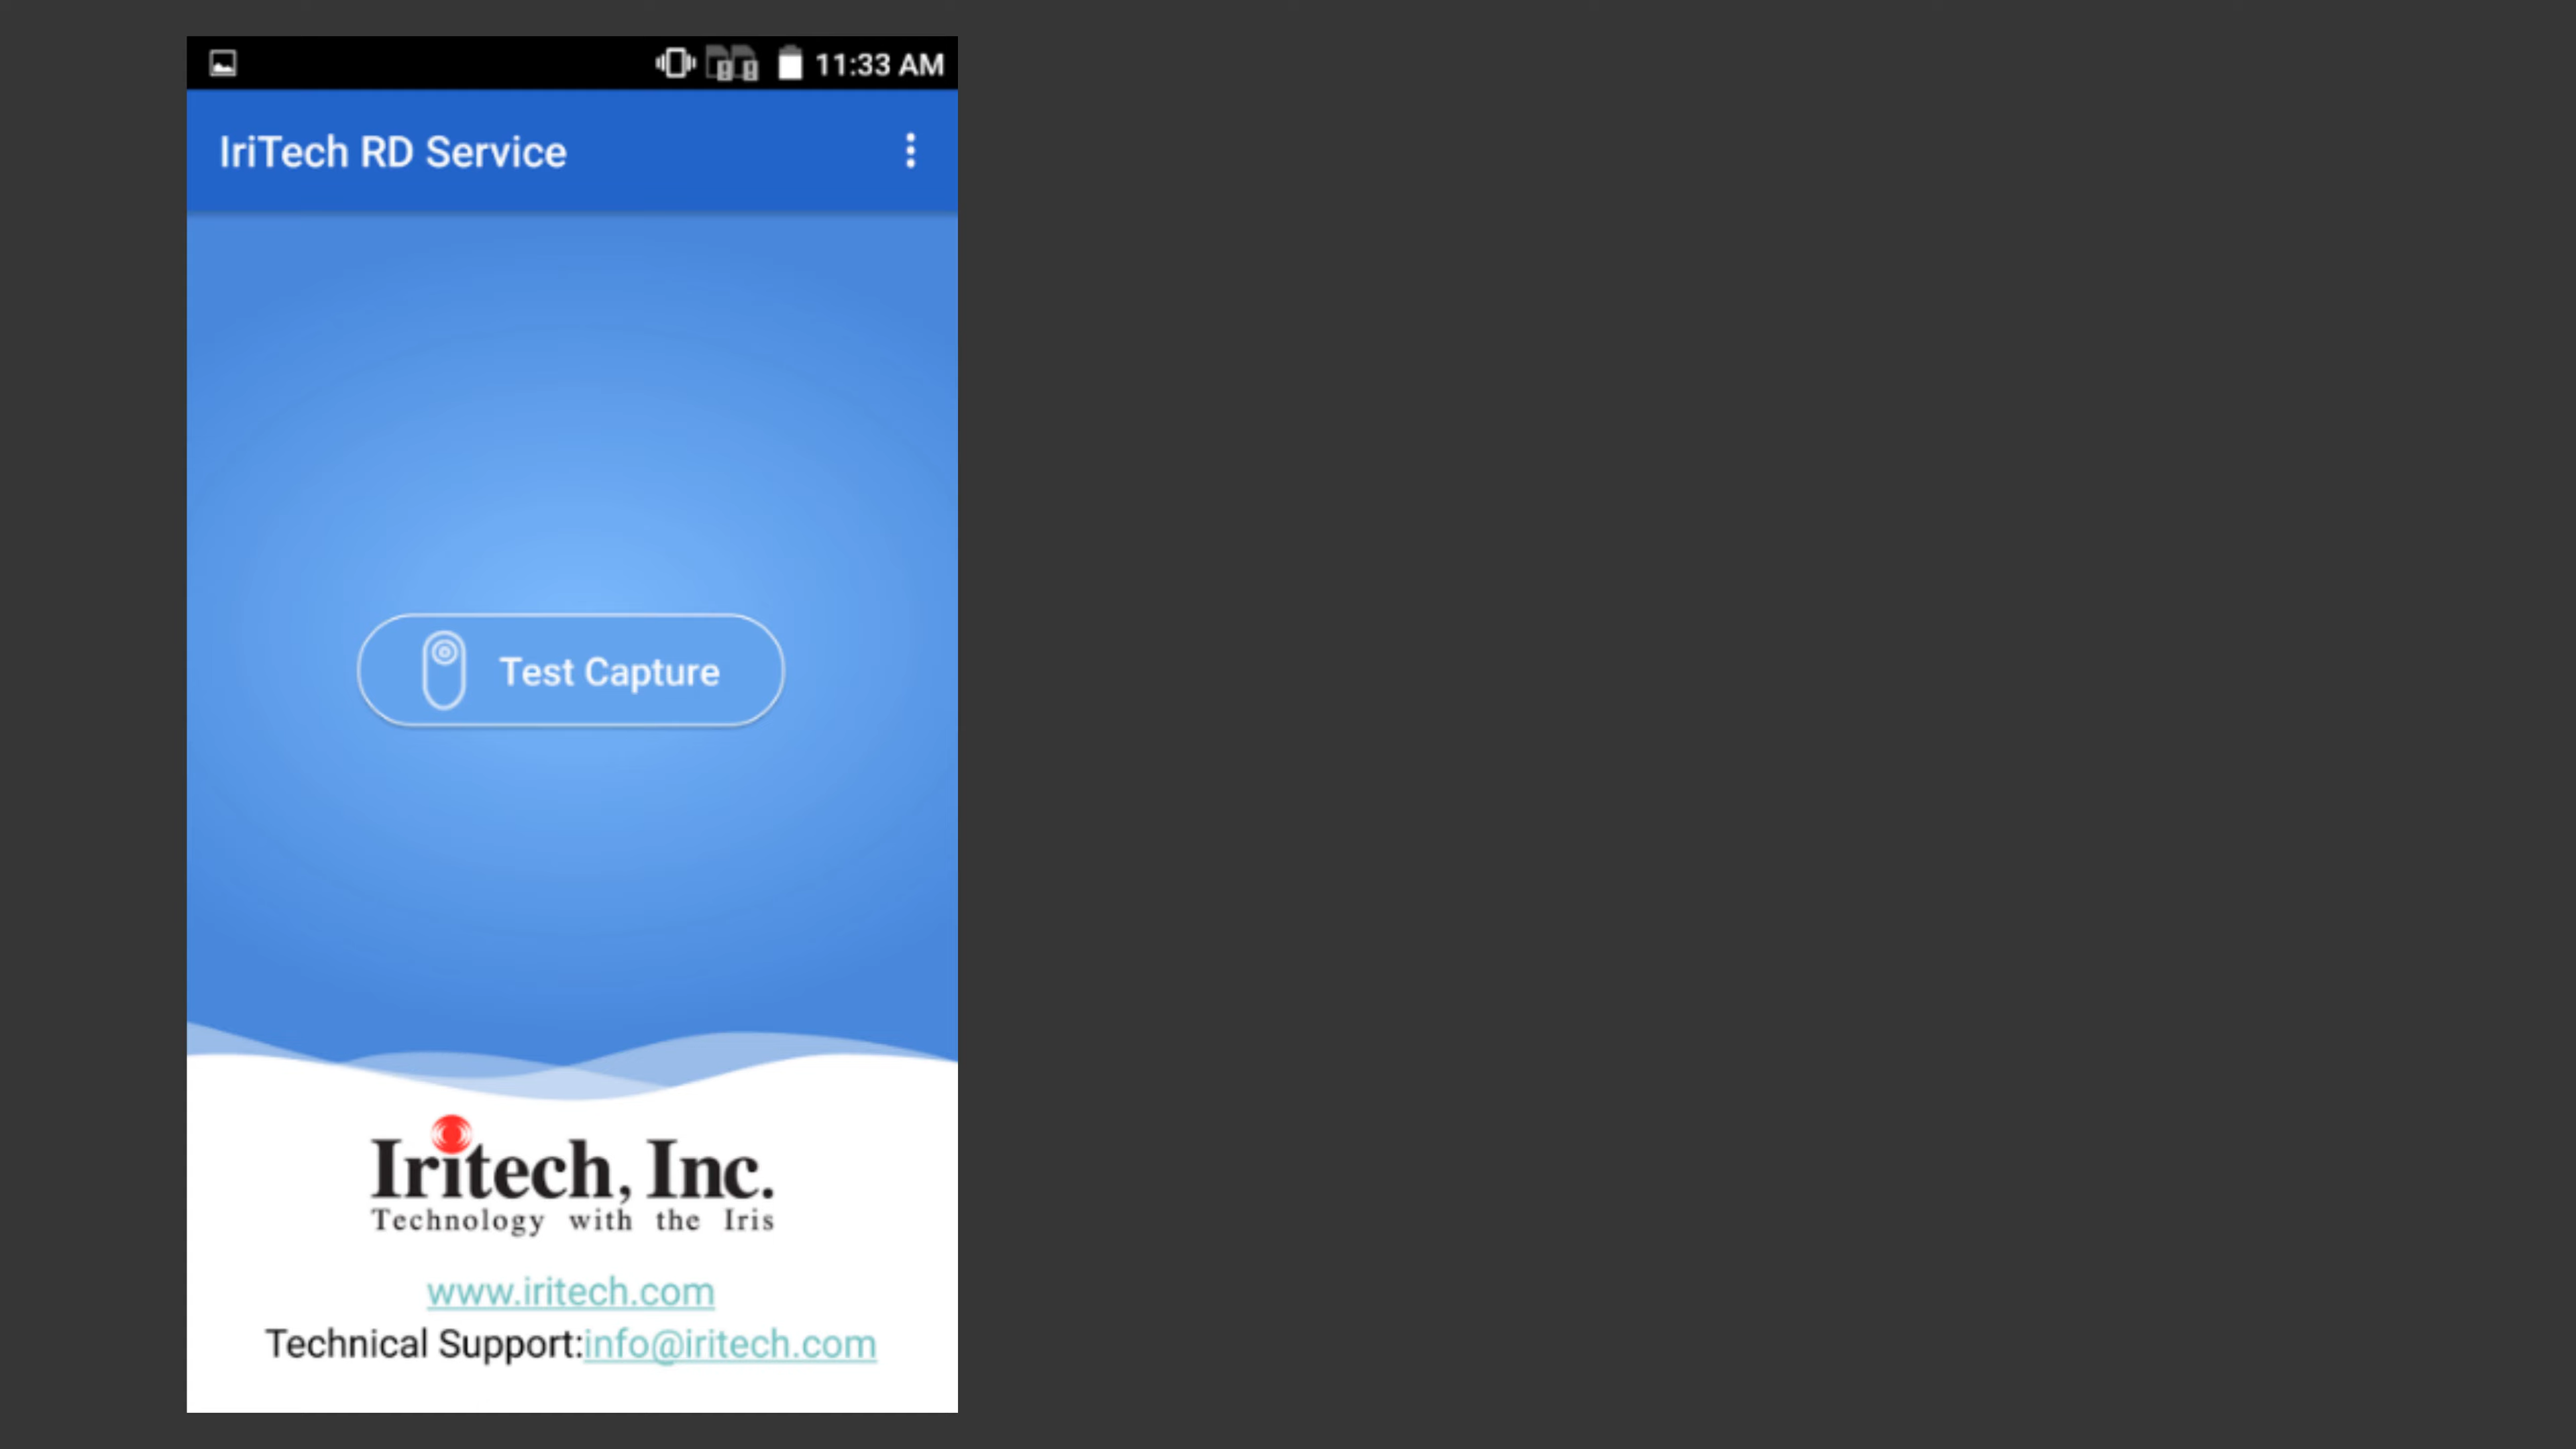 11:33 AM
IriTech RD Service
Test Capture
Iritech, Inc.
Technology with the Iris
www.iritech.com
Technical Support:info@iritech.com